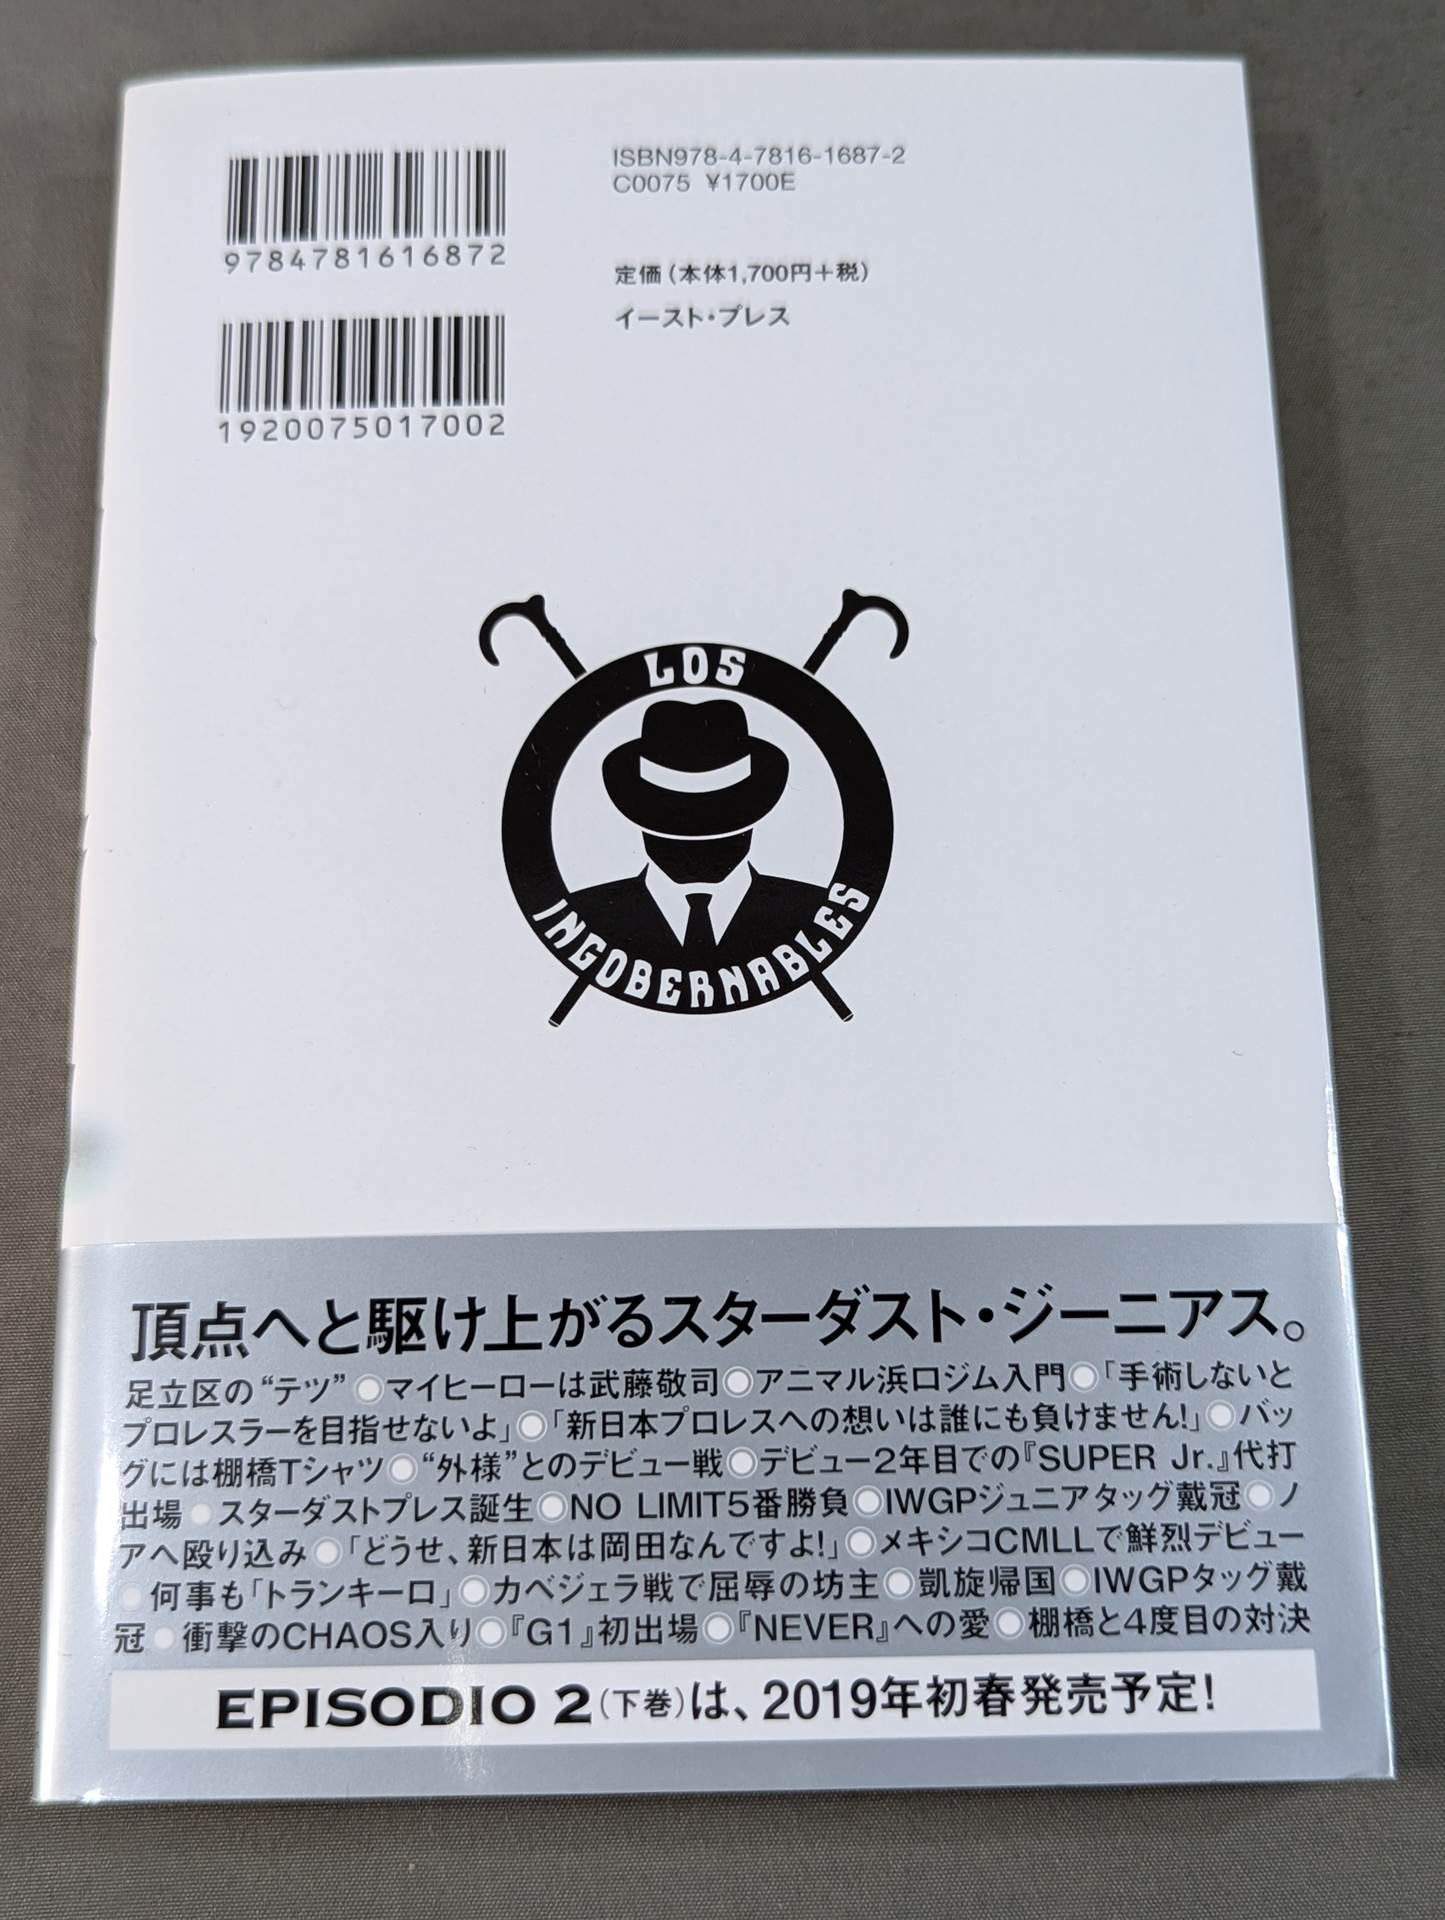 9784781616872
1920075017002
ISBN978-4-7816-1687-2
C0075 ¥1700E
定価(本体1,700円+税)
イースト・プレス
LOS
INGOBERNABLES
頂点へと駆け上がるスターダスト・ジーニアス。
足立区の“テツ”●マイヒーローは武藤敬司●アニマル浜口ジム入門●「手術しないと
プロレスラーを目指せないよ」●「新日本プロレスへの想いは誰にも負けません!」●バッ
グには棚橋Tシャツ●“外様”とのデビュー戦●デビュー2年目での『SUPER Jr.』代打
出場●スターダストプレス誕生●NO LIMIT5番勝負●IWGPジュニアタッグ戴冠●ノ
アへ殴り込み●「どうせ、新日本は岡田なんですよ!」●メキシコCMLLで鮮烈デビュー
●何事も「トランキーロ」●カベジェラ戦で屈辱の坊主●凱旋帰国●IWGPタッグ戴
冠●衝撃のCHAOS入り●『G1』初出場●『NEVER』への愛●棚橋と4度目の対決
EPISODIO 2(下巻)は、2019年初春発売予定!